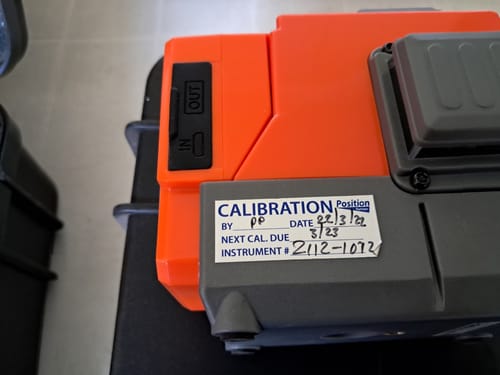 OUT
IN
CALIBRATION Position
BY PP DATE 22/3/22
NEXT CAL. DUE 3/23
INSTRUMENT # 2112-1072